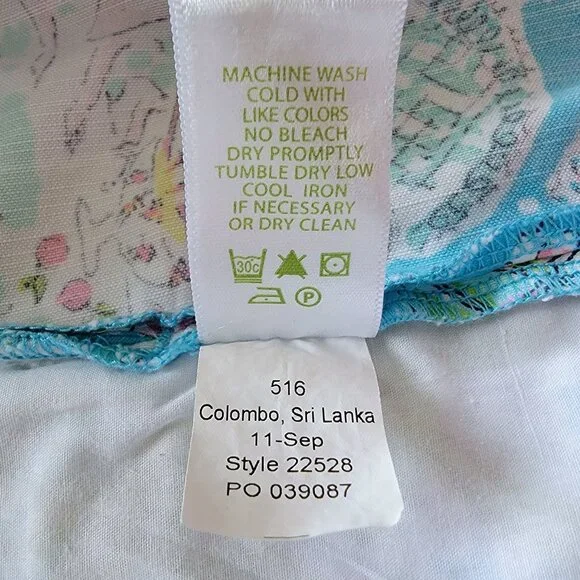 MACHINE WASH
COLD WITH
LIKE COLORS
NO BLEACH
DRY PROMPTLY
TUMBLE DRY LOW
COOL IRON
IF NECESSARY
OR DRY CLEAN
30c
P
516
Colombo, Sri Lanka
11-Sep
Style 22528
PO 039087